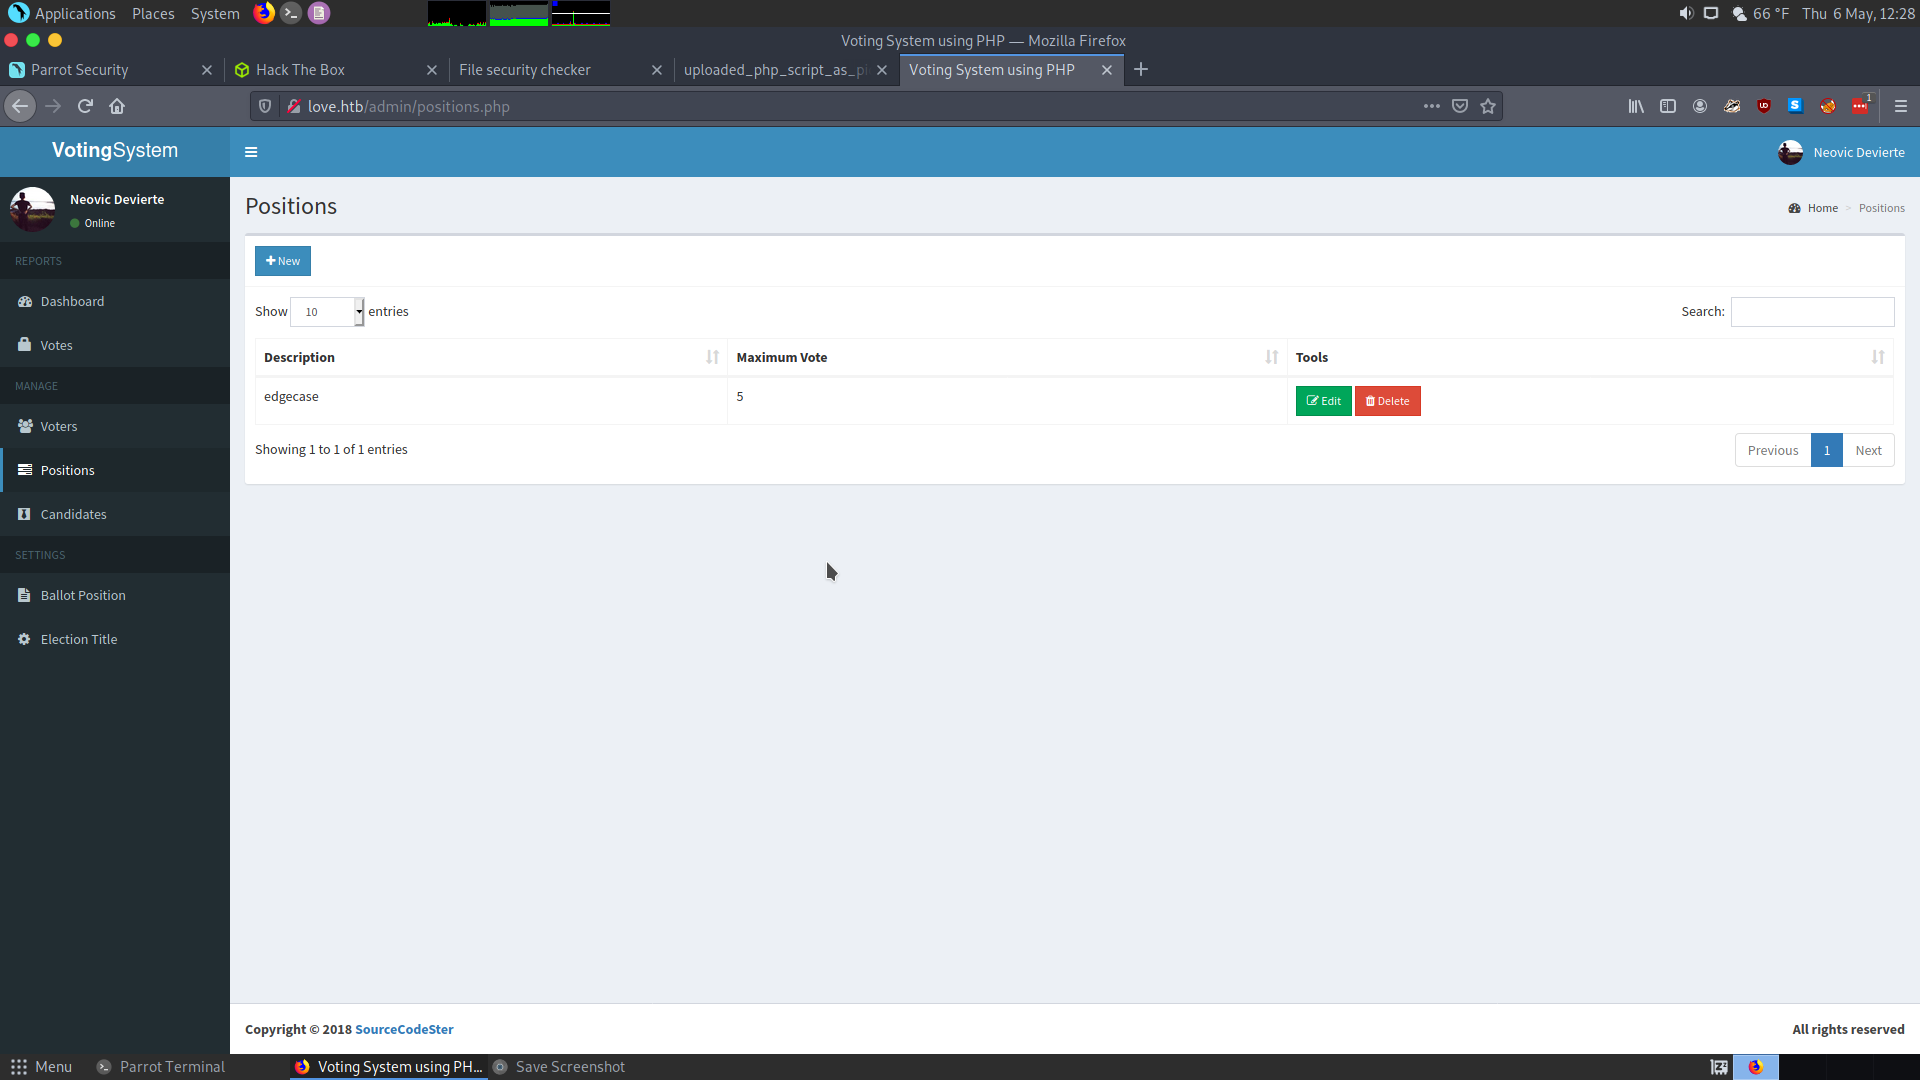 Applications Places System 66 °F Thu 6 May, 12:28
Voting System using PHP — Mozilla Firefox
Parrot Security Hack The Box File security checker uploaded_php_script_as_pi Voting System using PHP
love.htb/admin/positions.php 1
VotingSystem Neovic Devierte
Neovic Devierte
Online
Positions Home > Positions
REPORTS
New
Dashboard
Show 10 entries Search:
Votes
Description Maximum Vote Tools
MANAGE
edgecase 5 Edit Delete
Voters
Showing 1 to 1 of 1 entries Previous 1 Next
Positions
Candidates
SETTINGS
Ballot Position
Election Title
Copyright © 2018 SourceCodeSter All rights reserved
Menu Parrot Terminal Voting System using PH... Save Screenshot